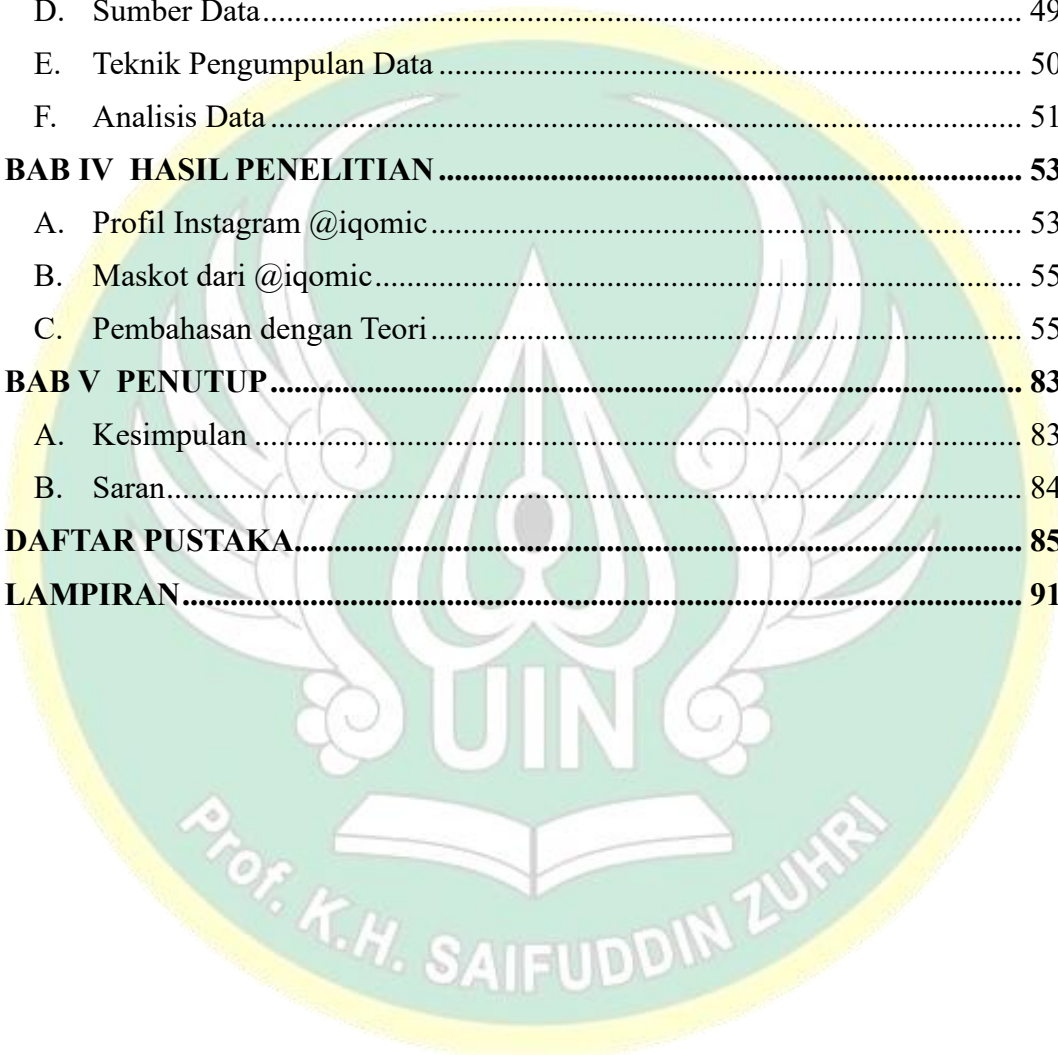 D. Sumber Data.......................................................................................... 49
E. Teknik Pengumpulan Data .................................................................. 50
F. Analisis Data ........................................................................................ 51
BAB IV HASIL PENELITIAN ................................................................ 53
A. Profil Instagram @iqomic.................................................................... 53
B. Maskot dari @iqomic........................................................................... 55
C. Pembahasan dengan Teori ................................................................... 55
BAB V PENUTUP..................................................................................... 83
A. Kesimpulan .......................................................................................... 83
B. Saran..................................................................................................... 84
DAFTAR PUSTAKA................................................................................. 85
LAMPIRAN............................................................................................... 91
UIN
Prof. K.H. SAIFUDDIN ZUHRI